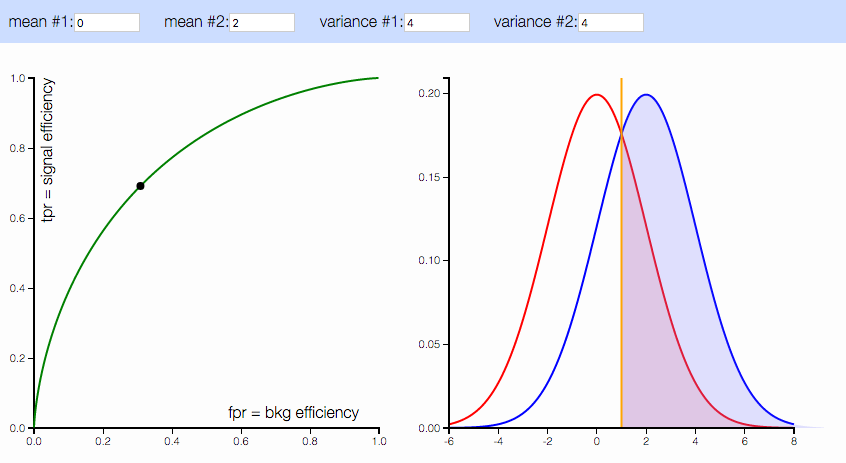 mean #1: 0 mean #2: 2 variance #1: 4 variance #2: 4
tpr = signal efficiency
1.0
0.8
0.6
0.4
0.2
0.0
fpr = bkg efficiency
0.0 0.2 0.4 0.6 0.8 1.0
0.20
0.15
0.10
0.05
0.00
-6 -4 -2 0 2 4 6 8